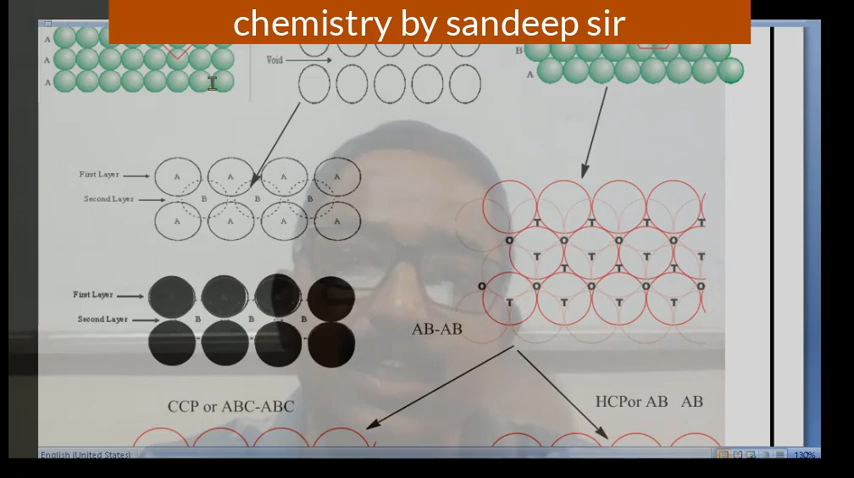 chemistry by sandeep sir
A
A
A
Void
B
A
First Layer
A A A A
Second Layer
B B B
A A A A
T T T
O O O O
T T T T
T T T
O O O O O
T T T T
First Layer
Second Layer
B B B
AB-AB
CCP or ABC-ABC
HCPor AB AB
English (United States)
130%